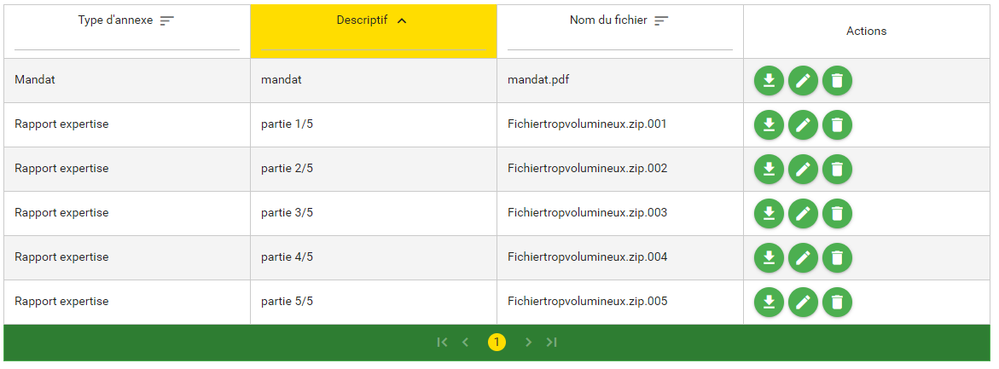 Type d'annexe Descriptif Nom du fichier Actions
Mandat mandat mandat.pdf
Rapport expertise partie 1/5 Fichiertropvolumineux.zip.001
Rapport expertise partie 2/5 Fichiertropvolumineux.zip.002
Rapport expertise partie 3/5 Fichiertropvolumineux.zip.003
Rapport expertise partie 4/5 Fichiertropvolumineux.zip.004
Rapport expertise partie 5/5 Fichiertropvolumineux.zip.005
1